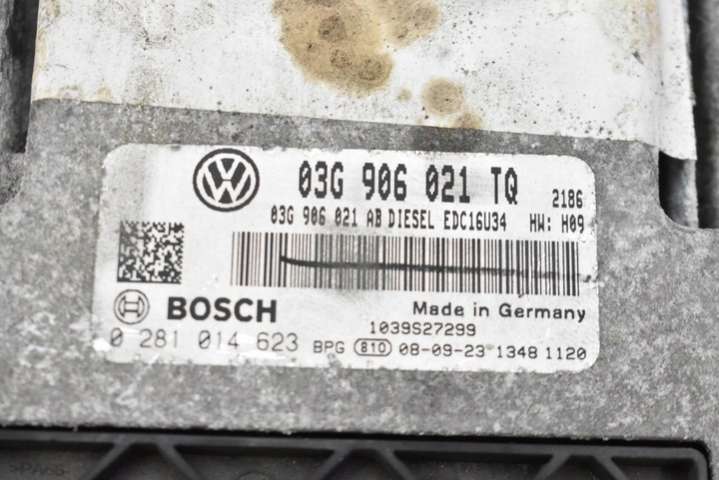 03G 906 021 TQ 2186
03G 906 021 AB DIESEL EDC16U34 HW: H09
BOSCH Made in Germany
1039S27299
0 281 014 623 BPG 810 08-09-23 1348 1120